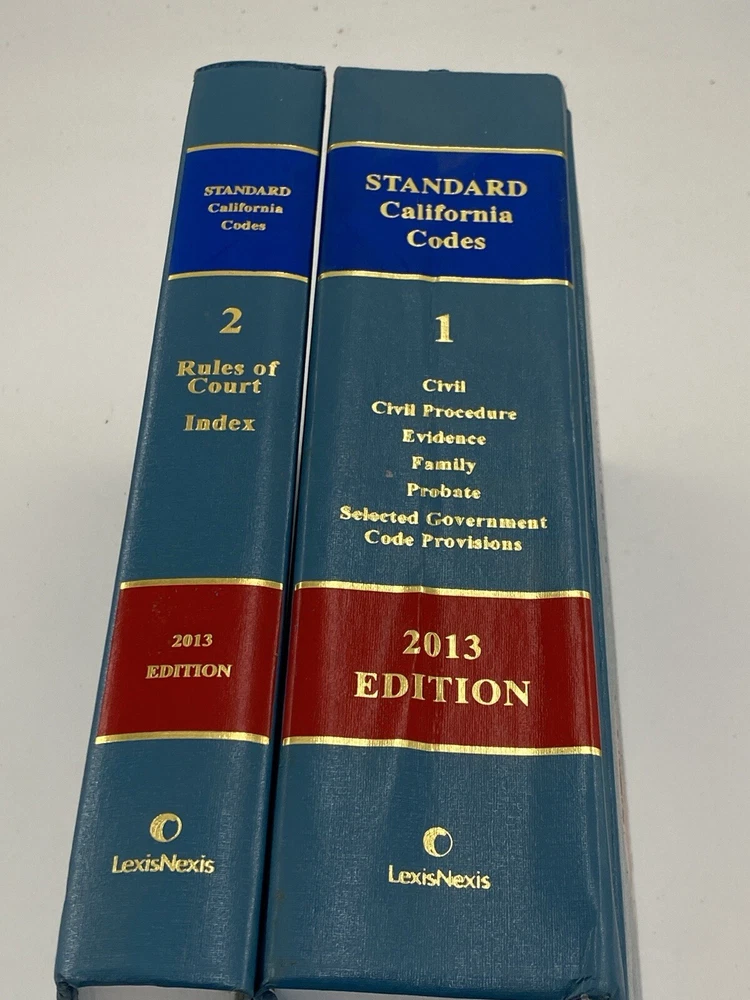 STANDARD
California
Codes
2
Rules of
Court
Index
2013
EDITION
LexisNexis
STANDARD
California
Codes
1
Civil
Civil Procedure
Evidence
Family
Probate
Selected Government
Code Provisions
2013
EDITION
LexisNexis